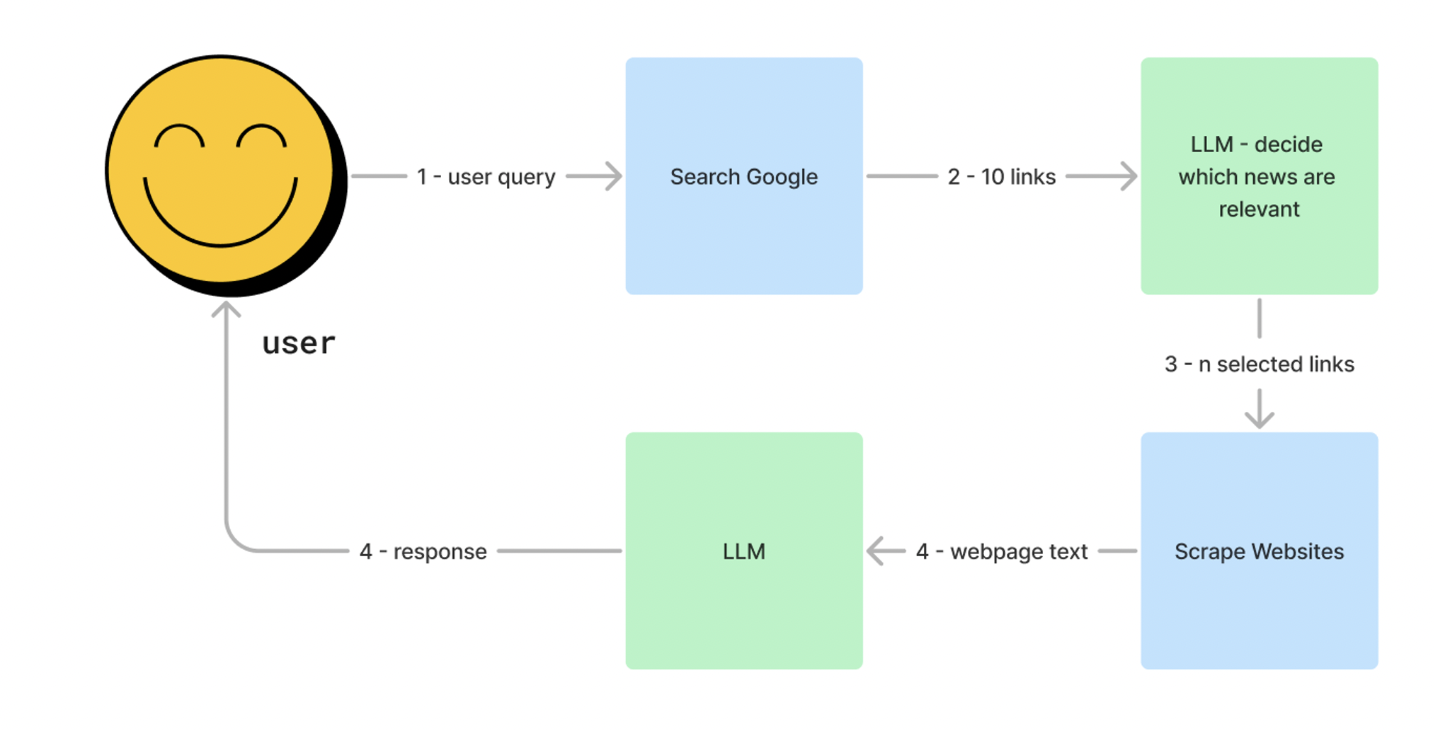 1 - user query
Search Google
2 - 10 links
LLM - decide
which news are
relevant
user
3 - n selected links
4 - response
LLM
4 - webpage text
Scrape Websites